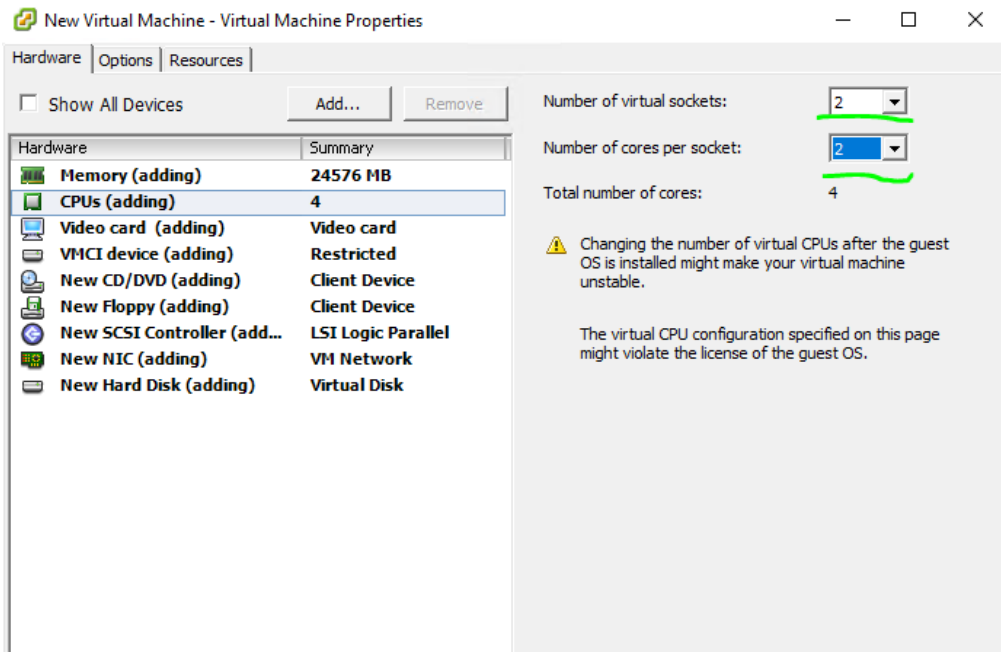 New Virtual Machine - Virtual Machine Properties
Hardware Options Resources
Show All Devices Add... Remove
Hardware Summary
Memory (adding) 24576 MB
CPUs (adding) 4
Video card (adding) Video card
VMCI device (adding) Restricted
New CD/DVD (adding) Client Device
New Floppy (adding) Client Device
New SCSI Controller (add... LSI Logic Parallel
New NIC (adding) VM Network
New Hard Disk (adding) Virtual Disk
Number of virtual sockets: 2
Number of cores per socket: 2
Total number of cores: 4
Changing the number of virtual CPUs after the guest
OS is installed might make your virtual machine
unstable.
The virtual CPU configuration specified on this page
might violate the license of the guest OS.